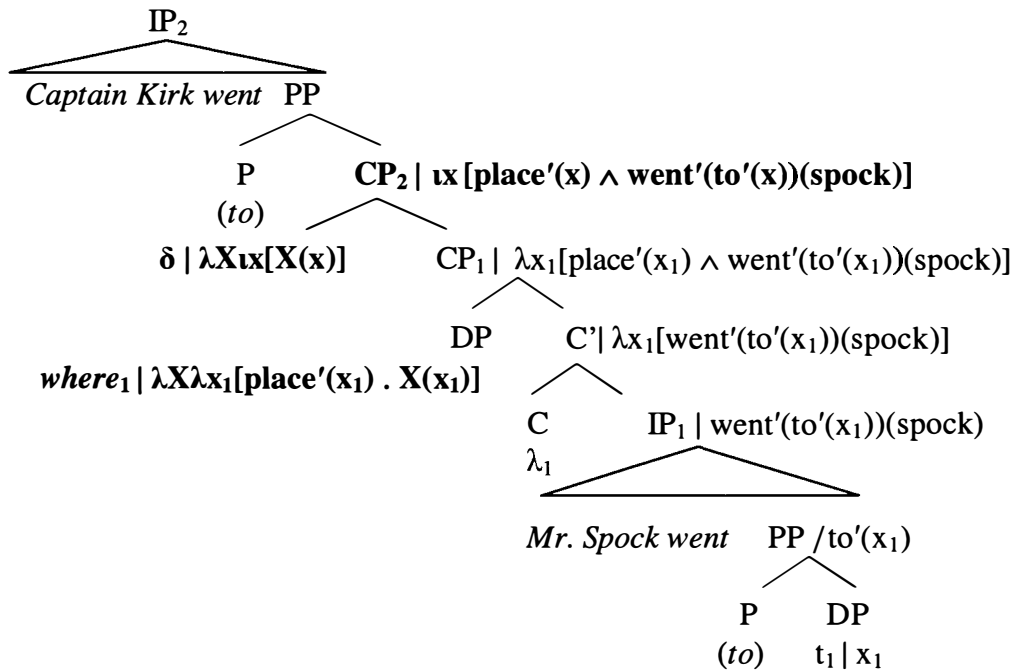 IP₂
Captain Kirk went PP
P CP₂ | ιx [place′(x) ∧ went′(to′(x))(spock)]
(to)
δ | λXιx[X(x)] CP₁ | λx₁[place′(x₁) ∧ went′(to′(x₁))(spock)]
DP C’| λx₁[went′(to′(x₁))(spock)]
where₁ | λXλx₁[place′(x₁) . X(x₁)]
C IP₁ | went′(to′(x₁))(spock)
λ₁
Mr. Spock went PP /to′(x₁)
P DP
(to) t₁ | x₁